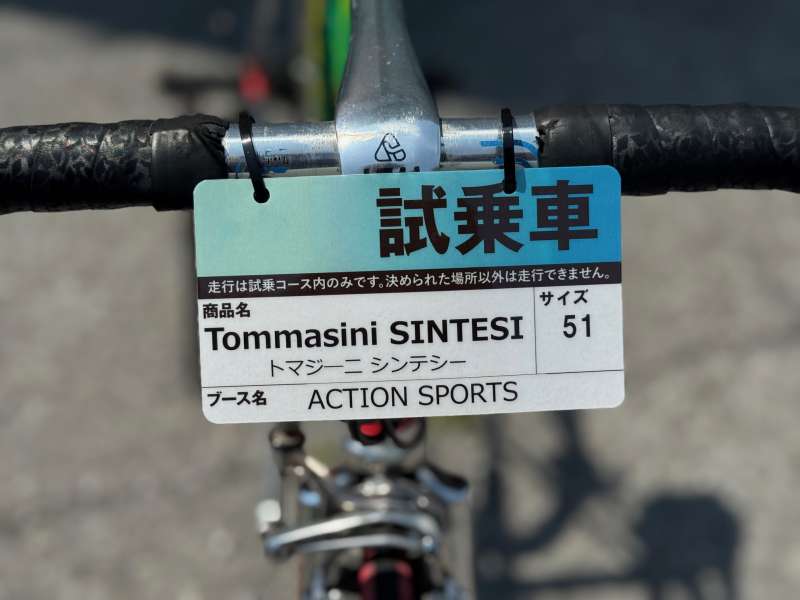 試乗車
走行は試乗コース内のみです。決められた場所以外は走行できません。
商品名
Tommasini SINTESI
トマジーニ シンテシー
サイズ
51
ブース名
ACTION SPORTS